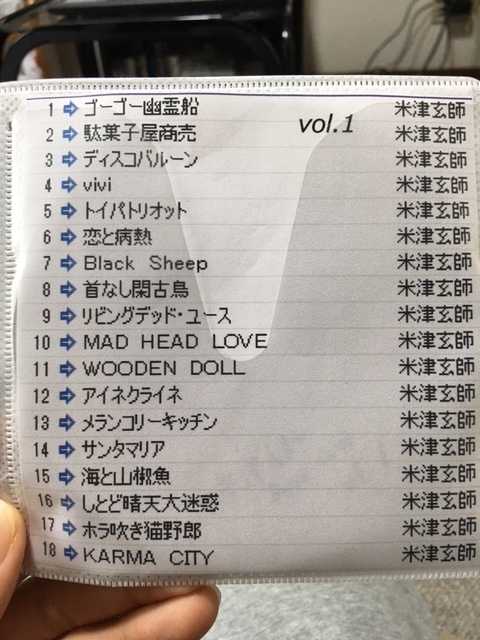 vol.1
1 ➪ ゴーゴー幽霊船 米津玄師
2 ➪ 駄菓子屋商売 米津玄師
3 ➪ ディスコバルーン 米津玄師
4 ➪ vivi 米津玄師
5 ➪ トイパトリオット 米津玄師
6 ➪ 恋と病熱 米津玄師
7 ➪ Black Sheep 米津玄師
8 ➪ 首なし閑古鳥 米津玄師
9 ➪ リビングデッド・ユース 米津玄師
10 ➪ MAD HEAD LOVE 米津玄師
11 ➪ WOODEN DOLL 米津玄師
12 ➪ アイネクライネ 米津玄師
13 ➪ メランコリーキッチン 米津玄師
14 ➪ サンタマリア 米津玄師
15 ➪ 海と山椒魚 米津玄師
16 ➪ しとど晴天大迷惑 米津玄師
17 ➪ ホラ吹き猫野郎 米津玄師
18 ➪ KARMA CITY 米津玄師